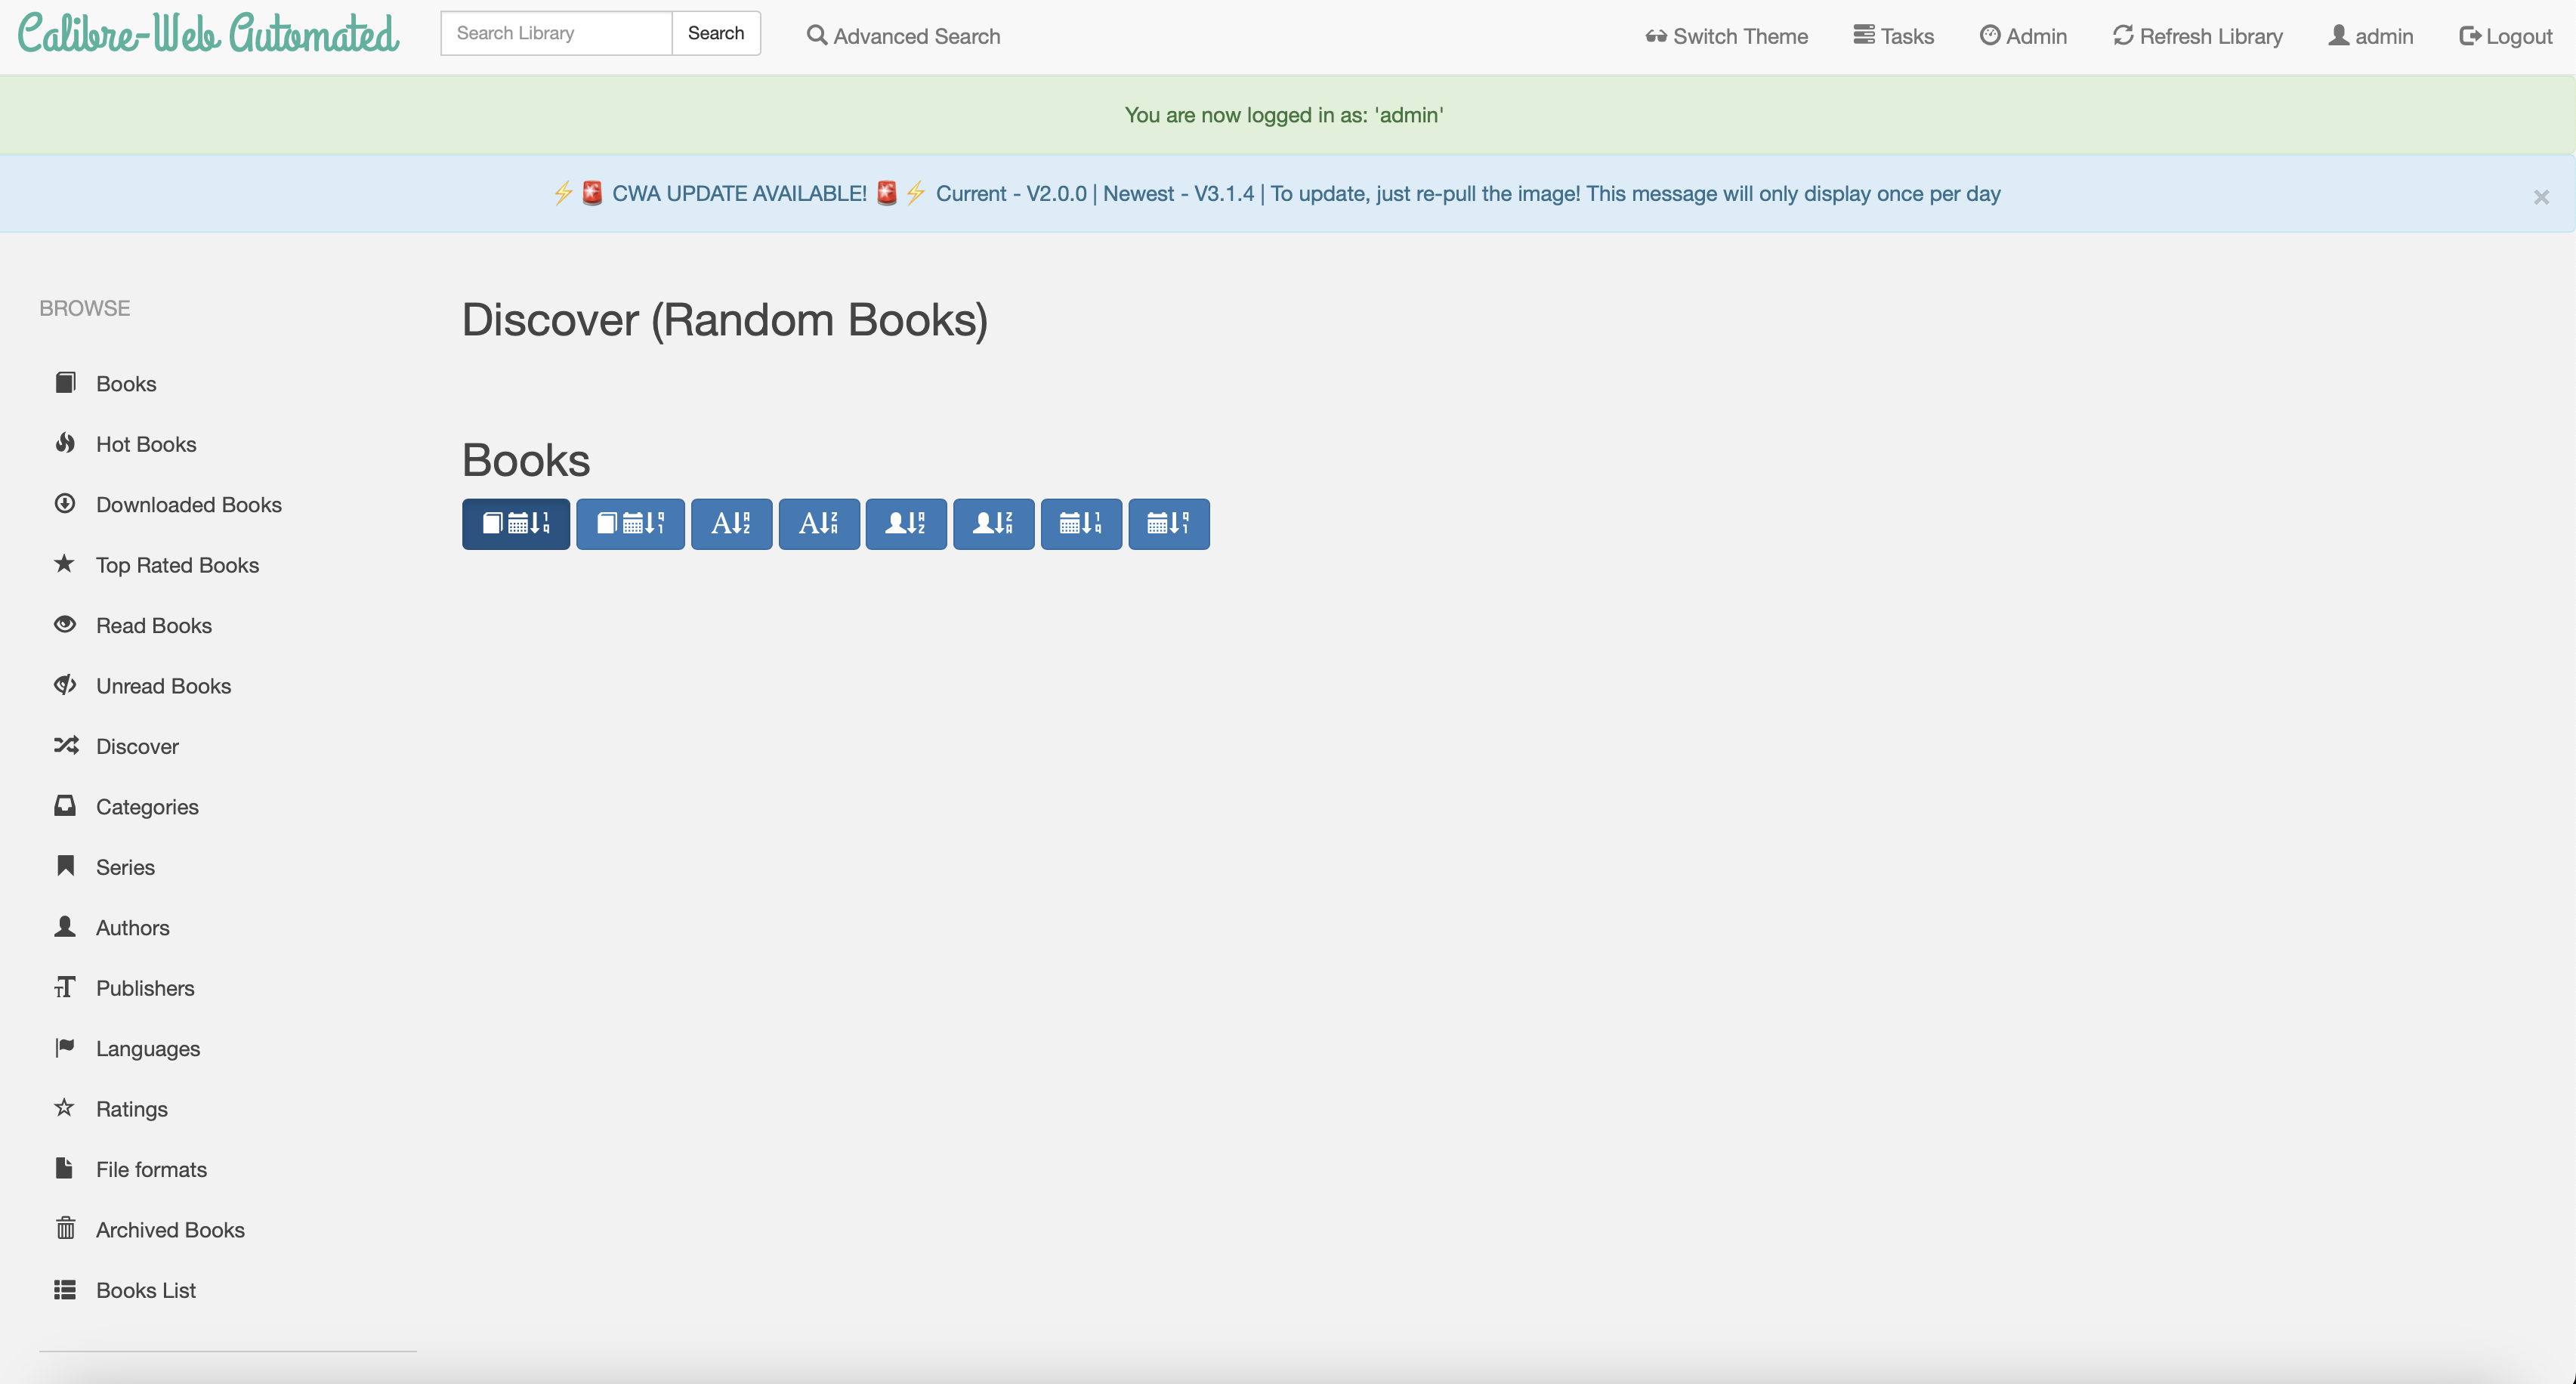 Calibre-Web Automated
Search Library
Search
Advanced Search
Switch Theme
Tasks
Admin
Refresh Library
admin
Logout
You are now logged in as: 'admin'
⚡🚨 CWA UPDATE AVAILABLE! 🚨⚡ Current - V2.0.0 | Newest - V3.1.4 | To update, just re-pull the image! This message will only display once per day
×
BROWSE
Books
Hot Books
Downloaded Books
Top Rated Books
Read Books
Unread Books
Discover
Categories
Series
Authors
Publishers
Languages
Ratings
File formats
Archived Books
Books List
Discover (Random Books)
Books